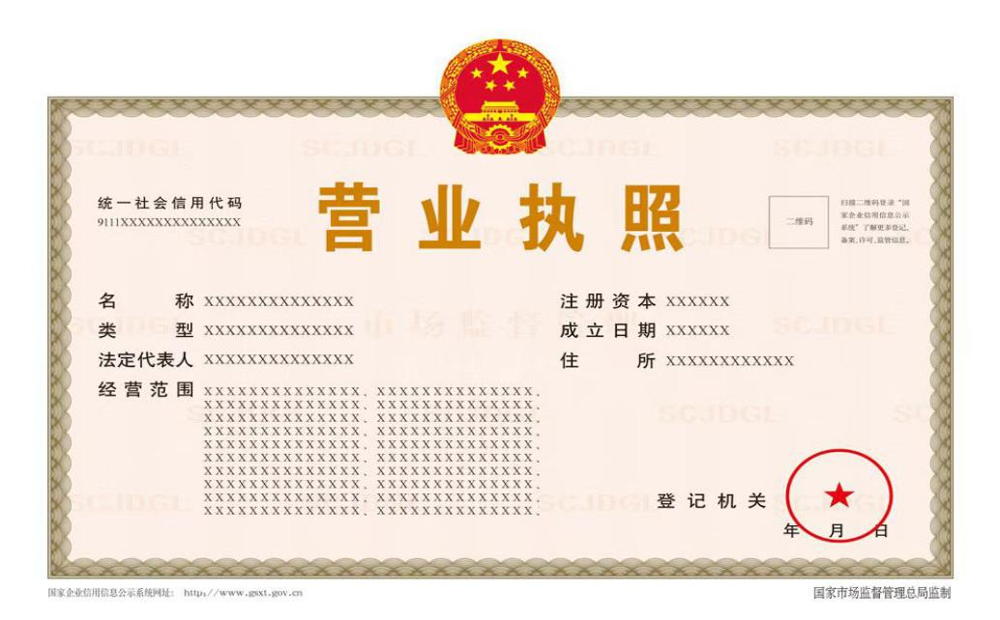 统一社会信用代码
9111XXXXXXXXXXXXXX
营业执照
二维码
扫描二维码登录“国
家企业信用信息公示
系统”了解更多登记、
备案、许可、监管信息。
名称 XXXXXXXXXXXXXX
类型 XXXXXXXXXXXXXX
法定代表人 XXXXXXXXXXXXXX
经营范围 XXXXXXXXXXXXXX、XXXXXXXXXXXXXX、
XXXXXXXXXXXXXX、XXXXXXXXXXXXXX、
XXXXXXXXXXXXXX、XXXXXXXXXXXXXX、
XXXXXXXXXXXXXX、XXXXXXXXXXXXXX、
XXXXXXXXXXXXXX、XXXXXXXXXXXXXX、
XXXXXXXXXXXXXX、XXXXXXXXXXXXXX、
XXXXXXXXXXXXXX、XXXXXXXXXXXXXX、
XXXXXXXXXXXXXX、XXXXXXXXXXXXXX、
XXXXXXXXXXXXXX、XXXXXXXXXXXXXX、
XXXXXXXXXXXXXX、XXXXXXXXXXXXXX.
注册资本 XXXXXX
成立日期 XXXXXX
住所 XXXXXXXXXXXX
登记机关
年 月 日
国家企业信用信息公示系统网址： http://www.gsxt.gov.cn
国家市场监督管理总局监制